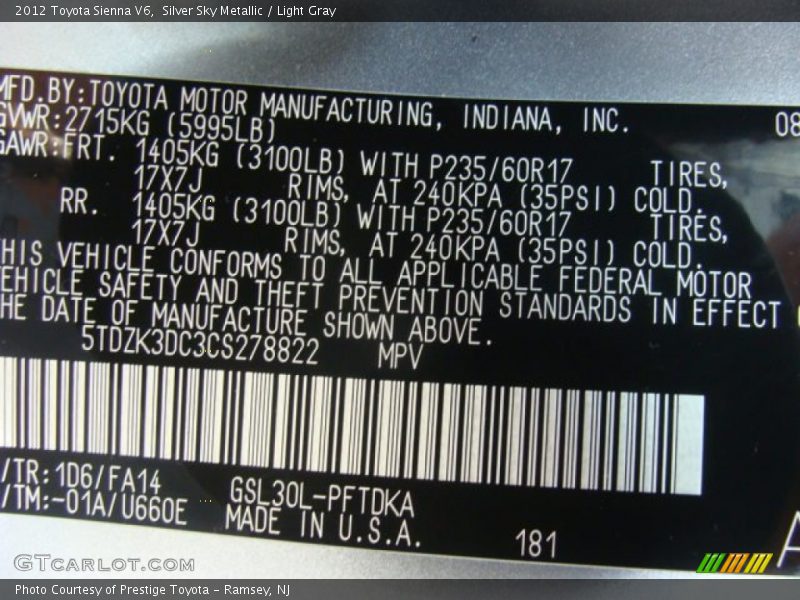 2012 Toyota Sienna V6,  Silver Sky Metallic / Light Gray
MFD.BY:TOYOTA MOTOR MANUFACTURING, INDIANA, INC. 08
GVWR:2715KG (5995LB)
GAWR:FRT. 1405KG (3100LB) WITH P235/60R17 TIRES,
17X7J RIMS, AT 240KPA (35PSI) COLD.
RR. 1405KG (3100LB) WITH P235/60R17 TIRES,
17X7J RIMS, AT 240KPA (35PSI) COLD.
HIS VEHICLE CONFORMS TO ALL APPLICABLE FEDERAL MOTOR
EHICLE SAFETY AND THEFT PREVENTION STANDARDS IN EFFECT
HE DATE OF MANUFACTURE SHOWN ABOVE.
5TDZK3DC3CS278822 MPV
/TR:1D6/FA14 GSL30L-PFTDKA
/TM:-01A/U660E MADE IN U.S.A. 181 A
GTcarlot.com
Photo Courtesy of Prestige Toyota - Ramsey, NJ